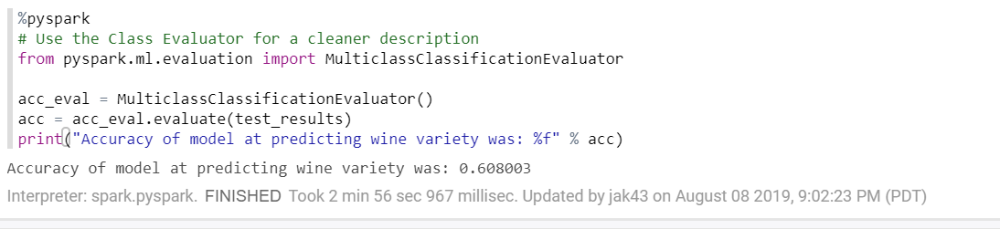 %pyspark
# Use the Class Evaluator for a cleaner description
from pyspark.ml.evaluation import MulticlassClassificationEvaluator
acc_eval = MulticlassClassificationEvaluator()
acc = acc_eval.evaluate(test_results)
print("Accuracy of model at predicting wine variety was: %f" % acc)
Accuracy of model at predicting wine variety was: 0.608003
Interpreter: spark.pyspark. FINISHED Took 2 min 56 sec 967 millisec. Updated by jak43 on August 08 2019, 9:02:23 PM (PDT)